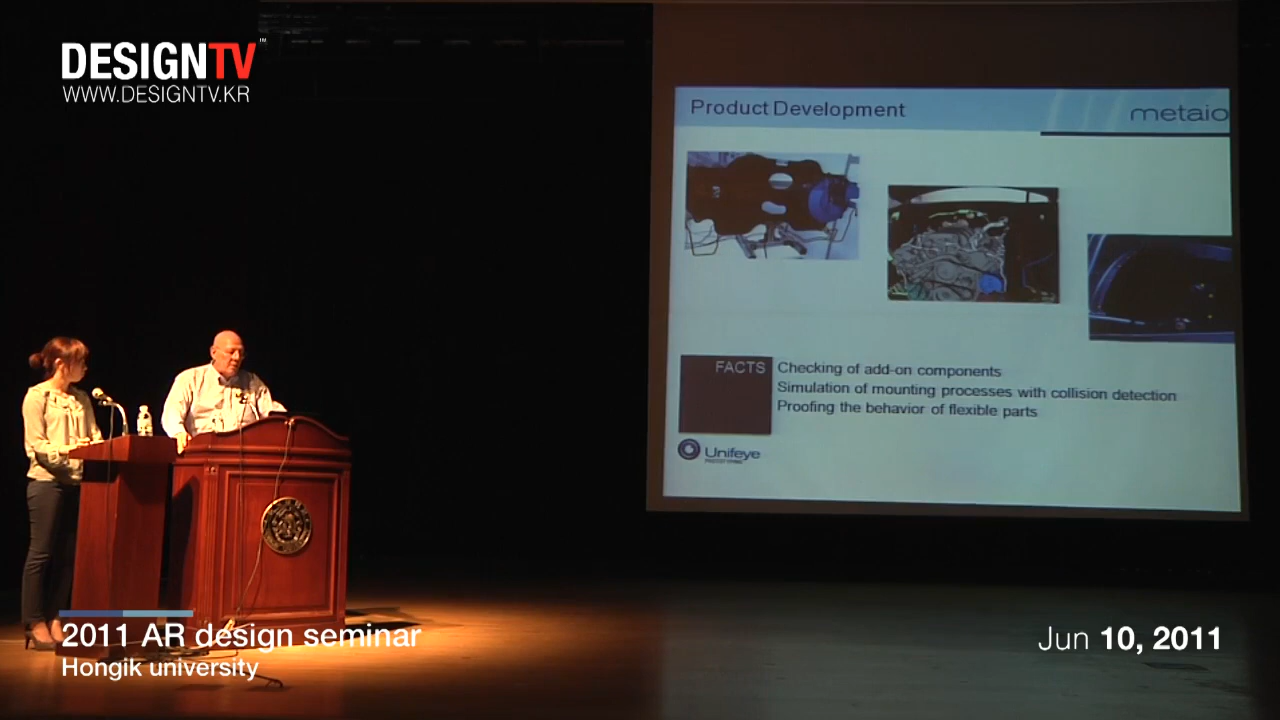 DESIGNTV™
WWW.DESIGNTV.KR
Product Development
metaio
FACTS
Checking of add-on components
Simulation of mounting processes with collision detection
Proofing the behavior of flexible parts
Unifeye
2011 AR design seminar
Hongik university
Jun 10, 2011